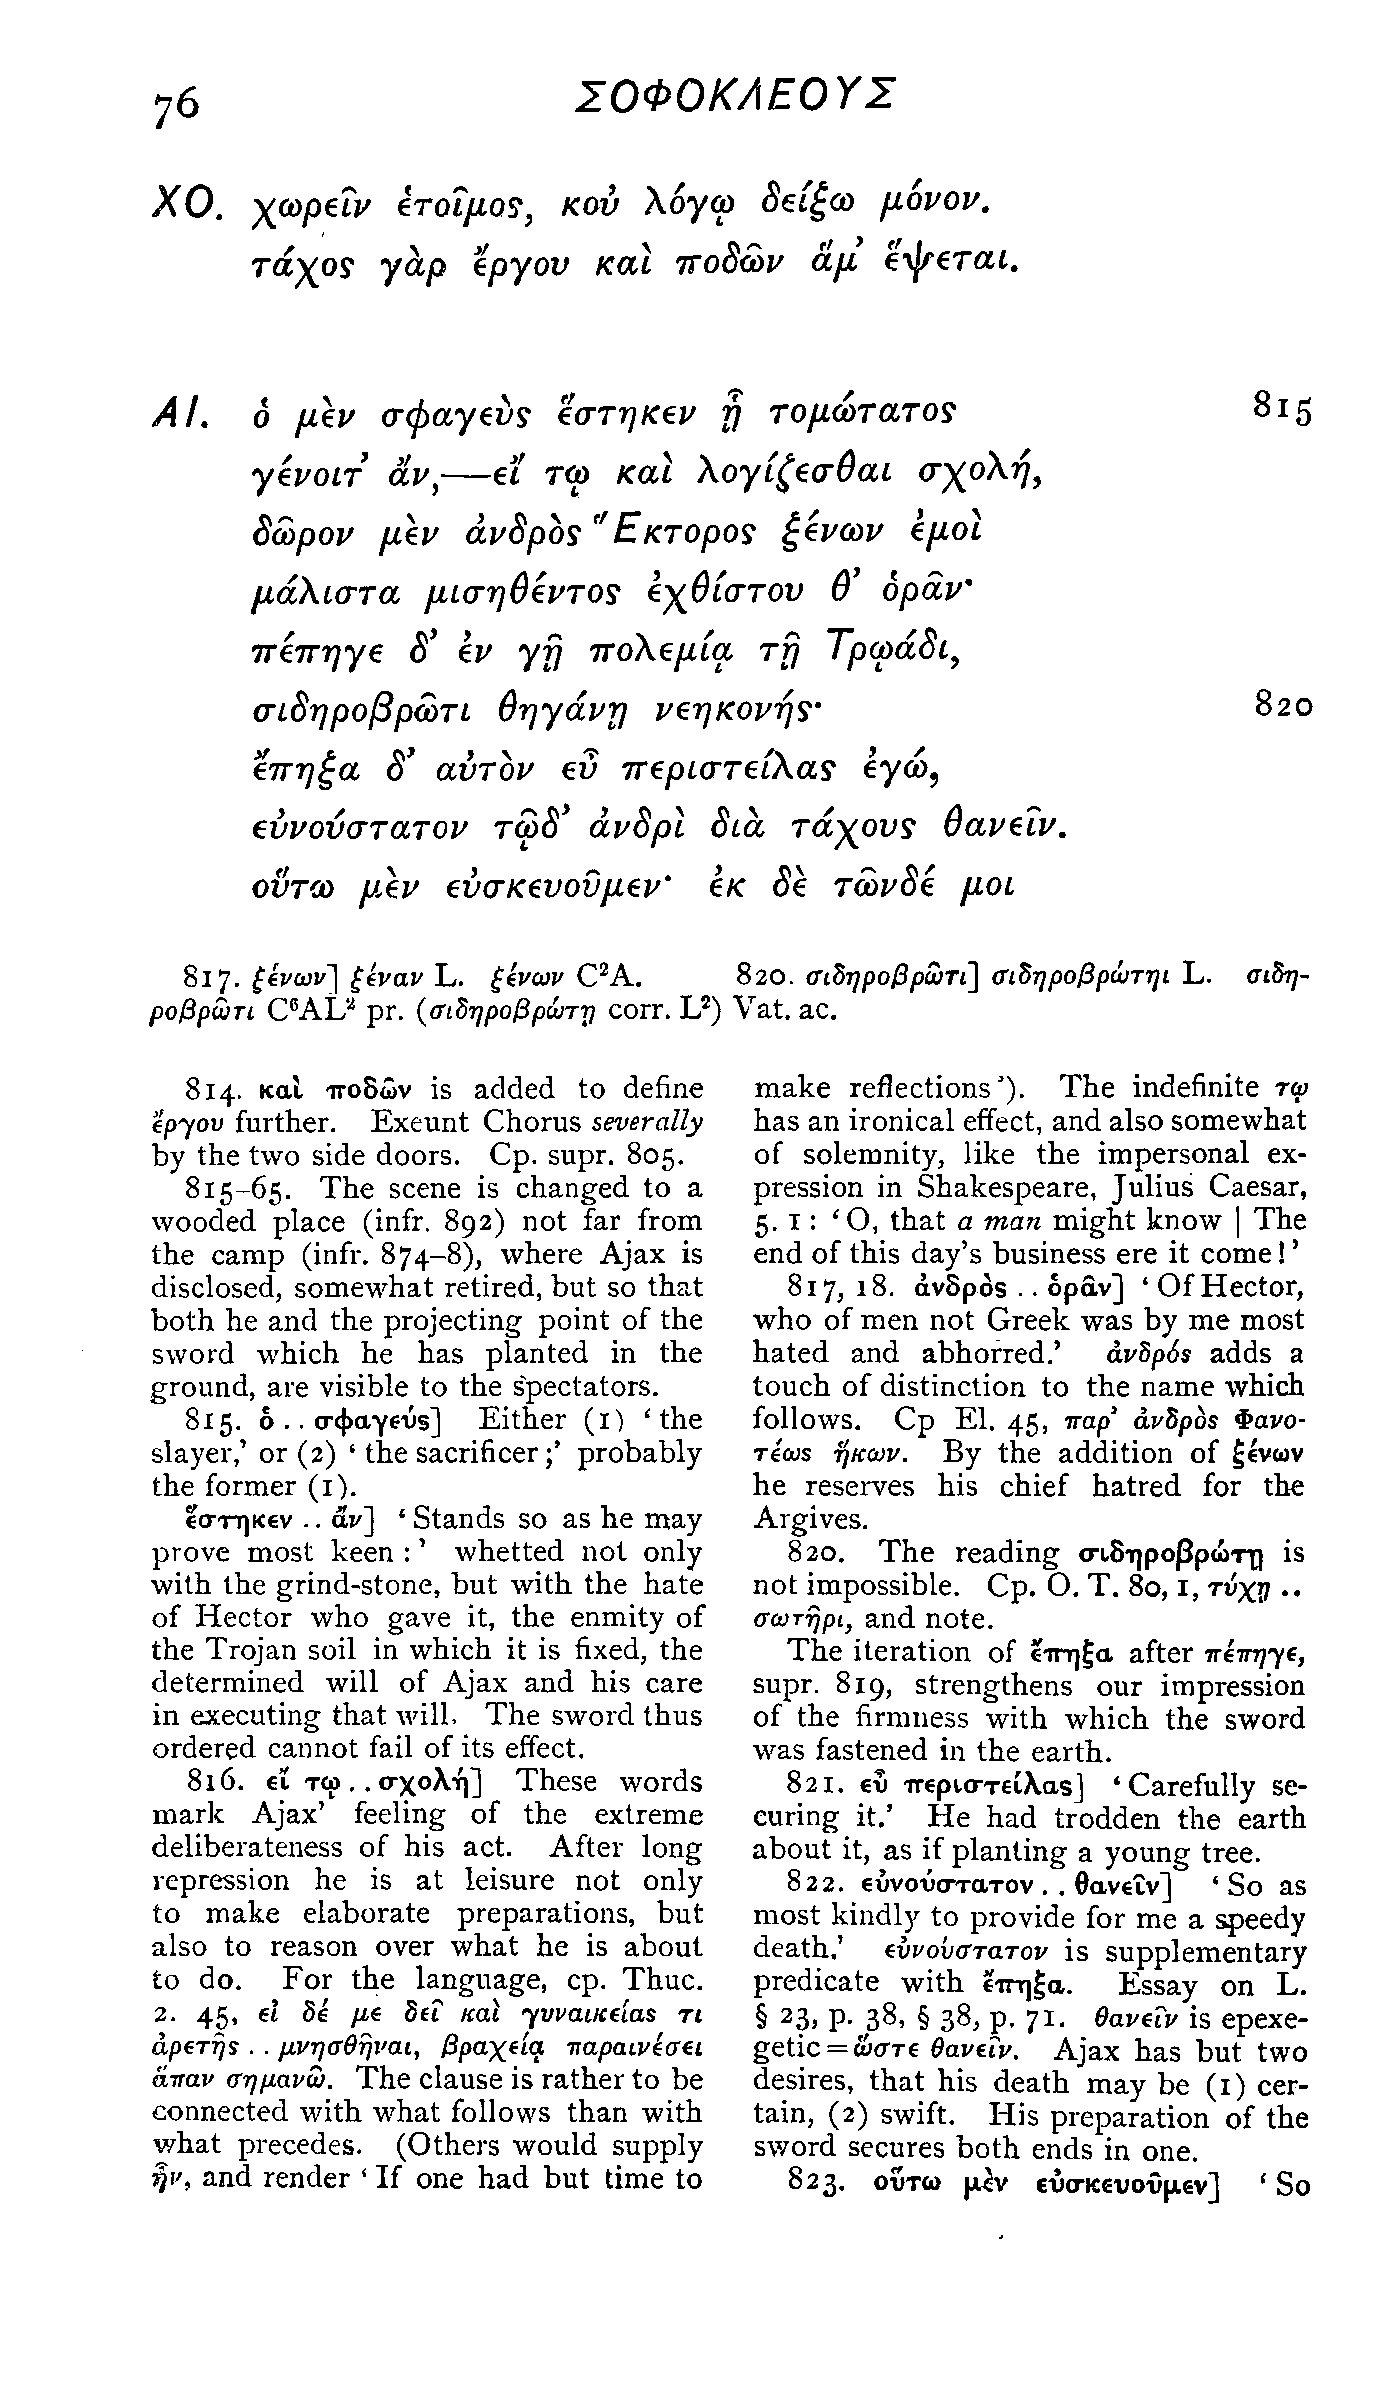 76 ΣΟΦΟΚΛΕΟΥΣ
ΧΟ. χωρεῖν ἑτοῖμος, κοὐ λόγῳ δείξω μόνον.
τάχος γὰρ ἔργου καὶ ποδῶν ἅμ’ ἕψεται.
ΑΙ. ὁ μὲν σφαγεὺς ἕστηκεν ᾗ τομώτατος 815
γένοιτ’ ἄν,—εἴ τῳ καὶ λογίζεσθαι σχολή,
δῶρον μὲν ἀνδρὸς Ἕκτορος ξένων ἐμοὶ
μάλιστα μισηθέντος ἐχθίστου θ’ ὁρᾶν·
πέπηγε δ’ ἐν γῇ πολεμίᾳ τῇ Τρῳάδι,
σιδηροβρῶτι θηγάνῃ νεηκονής· 820
ἔπηξα δ’ αὐτὸν εὖ περιστείλας ἐγώ,
εὐνούστατον τῷδ’ ἀνδρὶ διὰ τάχους θανεῖν.
οὕτω μὲν εὐσκευοῦμεν· ἐκ δὲ τῶνδέ μοι
817. ξένων] ξέναν L. ξένων C²A. 820. σιδηροβρῶτι] σιδηροβρώτηι L. σιδη-
ροβρῶτι C⁶AL² pr. (σιδηροβρώτῃ corr. L²) Vat. ac.
814. καὶ ποδῶν is added to define
ἔργου further. Exeunt Chorus severally
by the two side doors. Cp. supr. 805.
815–65. The scene is changed to a
wooded place (infr. 892) not far from
the camp (infr. 874–8), where Ajax is
disclosed, somewhat retired, but so that
both he and the projecting point of the
sword which he has planted in the
ground, are visible to the spectators.
815. ὁ .. σφαγεύς] Either (1) ‘the
slayer,’ or (2) ‘the sacrificer;’ probably
the former (1).
ἕστηκεν .. ἄν] ‘Stands so as he may
prove most keen:’ whetted not only
with the grind-stone, but with the hate
of Hector who gave it, the enmity of
the Trojan soil in which it is fixed, the
determined will of Ajax and his care
in executing that will. The sword thus
ordered cannot fail of its effect.
816. εἴ τῳ .. σχολή] These words
mark Ajax’ feeling of the extreme
deliberateness of his act. After long
repression he is at leisure not only
to make elaborate preparations, but
also to reason over what he is about
to do. For the language, cp. Thuc.
2. 45, εἰ δέ με δεῖ καὶ γυναικείας τι
ἀρετῆς .. μνησθῆναι, βραχείᾳ παραινέσει
ἅπαν σημανῶ. The clause is rather to be
connected with what follows than with
what precedes. (Others would supply
ἦν, and render ‘If one had but time to
make reflections’). The indefinite τῳ
has an ironical effect, and also somewhat
of solemnity, like the impersonal ex-
pression in Shakespeare, Julius Caesar,
5. 1: ‘O, that a man might know | The
end of this day’s business ere it come!’
817, 18. ἀνδρὸς .. ὁρᾶν] ‘Of Hector,
who of men not Greek was by me most
hated and abhorred.’ ἀνδρός adds a
touch of distinction to the name which
follows. Cp El. 45, παρ’ ἀνδρὸς Φανο-
τέως ἥκων. By the addition of ξένων
he reserves his chief hatred for the
Argives.
820. The reading σιδηροβρώτῃ is
not impossible. Cp. O. T. 80, 1, τύχῃ ..
σωτῆρι, and note.
The iteration of ἔπηξα after πέπηγε,
supr. 819, strengthens our impression
of the firmness with which the sword
was fastened in the earth.
821. εὖ περιστείλας] ‘Carefully se-
curing it.’ He had trodden the earth
about it, as if planting a young tree.
822. εὐνούστατον .. θανεῖν] ‘So as
most kindly to provide for me a speedy
death.’ εὐνούστατον is supplementary
predicate with ἔπηξα. Essay on L.
§ 23, p. 38, § 38, p. 71. θανεῖν is epexe-
getic = ὥστε θανεῖν. Ajax has but two
desires, that his death may be (1) cer-
tain, (2) swift. His preparation of the
sword secures both ends in one.
823. οὕτω μὲν εὐσκευοῦμεν] ‘So